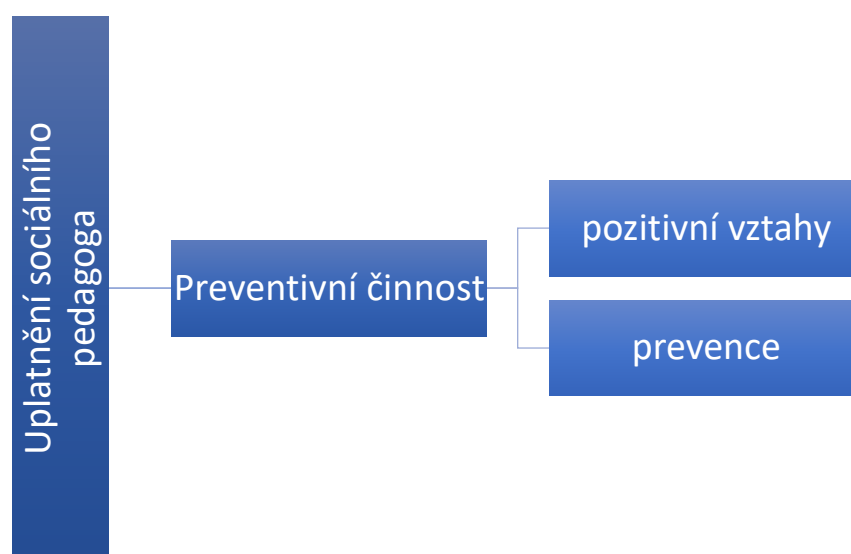 Uplatnění sociálního
pedagoga
Preventivní činnost
pozitivní vztahy
prevence